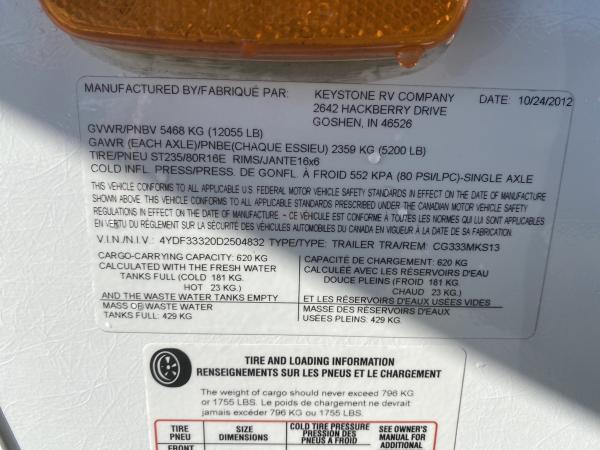 MANUFACTURED BY/FABRIQUÉ PAR: KEYSTONE RV COMPANY DATE: 10/24/2012
2642 HACKBERRY DRIVE
GOSHEN, IN 46526
GVWR/PNBV 5468 KG (12055 LB)
GAWR (EACH AXLE)/PNBE(CHAQUE ESSIEU) 2359 KG (5200 LB)
TIRE/PNEU ST235/80R16E RIMS/JANTE16x6
COLD INFL. PRESS/PRESS. DE GONFL. À FROID 552 KPA (80 PSI/LPC)-SINGLE AXLE
THIS VEHICLE CONFORMS TO ALL APPLICABLE U.S. FEDERAL MOTOR VEHICLE SAFETY STANDARDS IN EFFECT ON THE DATE OF MANUFACTURE
SHOWN ABOVE. THIS VEHICLE CONFORMS TO ALL APPLICABLE STANDARDS PRESCRIBED UNDER THE CANADIAN MOTOR VEHICLE SAFETY
REGULATIONS IN EFFECT ON THE DATE OF MANUFACTURE - CE VÉHICULE EST CONFORME À TOUTES LES NORMES QUI LUI SONT APPLICABLES
EN VERTU DU RÈGLEMENT SUR LA SÉCURITÉ DES VÉHICULES AUTOMOBILES DU CANADA EN VIGUEUR À LA DATE DE SA FABRICATION.
V.I.N./N.I.V.: 4YDF33320D2504832 TYPE/TYPE: TRAILER TRA/REM: CG333MKS13
CARGO-CARRYING CAPACITY: 620 KG
CALCULATED WITH THE FRESH WATER
TANKS FULL (COLD 181 KG.
HOT 23 KG.)
AND THE WASTE WATER TANKS EMPTY
MASS OF WASTE WATER
TANKS FULL: 429 KG
CAPACITÉ DE CHARGEMENT: 620 KG
CALCULÉE AVEC LES RÉSERVOIRS D'EAU
DOUCE PLEINS (FROID 181 KG.
CHAUD 23 KG.)
ET LES RÉSERVOIRS D'EAUX USÉES VIDES
MASSE DES RÉSERVOIRS D'EAUX
USÉES PLEINS: 429 KG.
TIRE AND LOADING INFORMATION
RENSEIGNEMENTS SUR LES PNEUS ET LE CHARGEMENT
The weight of cargo should never exceed 796 KG
or 1755 LBS. Le poids de chargement ne devrait
jamais excéder 796 KG ou 1755 LBS.
TIRE
PNEU
SIZE
DIMENSIONS
COLD TIRE PRESSURE
PRESSION DES
PNEUS À FROID
SEE OWNER'S
MANUAL FOR
ADDITIONAL
FRONT